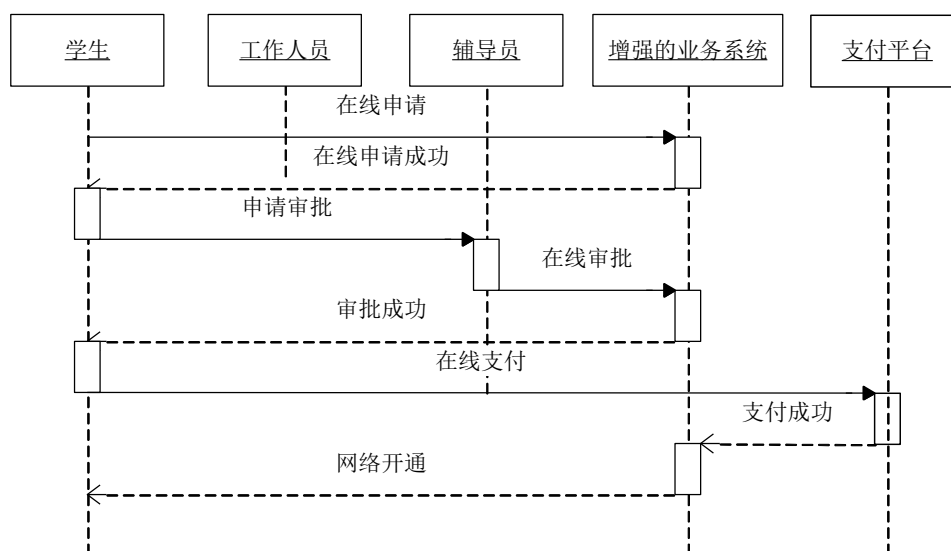 学生
工作人员
辅导员
增强的业务系统
支付平台
在线申请
在线申请成功
申请审批
在线审批
审批成功
在线支付
支付成功
网络开通